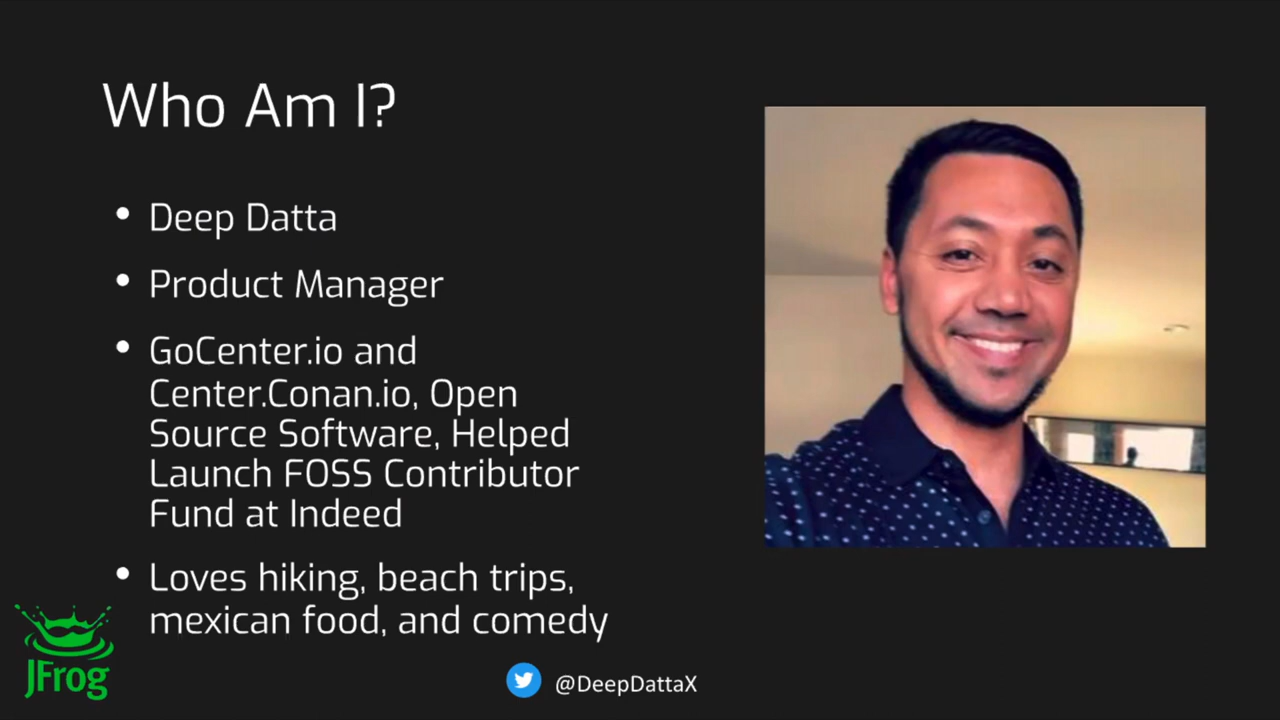 Who Am I?
Deep Datta
Product Manager
GoCenter.io and
Center.Conan.io, Open
Source Software, Helped
Launch FOSS Contributor
Fund at Indeed
Loves hiking, beach trips,
mexican food, and comedy
JFrog
@DeepDattaX